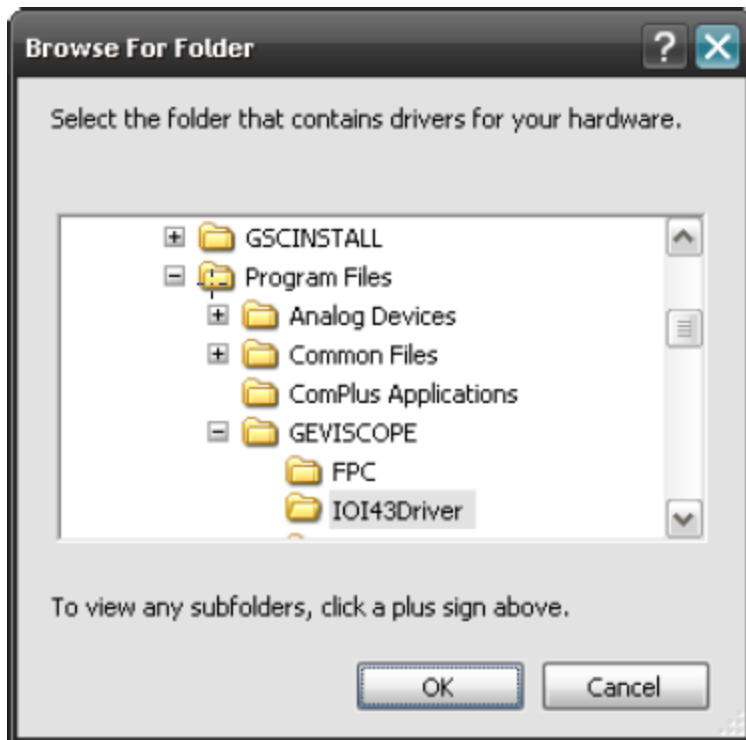 Browse For Folder
Select the folder that contains drivers for your hardware.
GSCINSTALL
Program Files
Analog Devices
Common Files
ComPlus Applications
GEVISCOPE
FPC
IOI43Driver
To view any subfolders, click a plus sign above.
OK Cancel